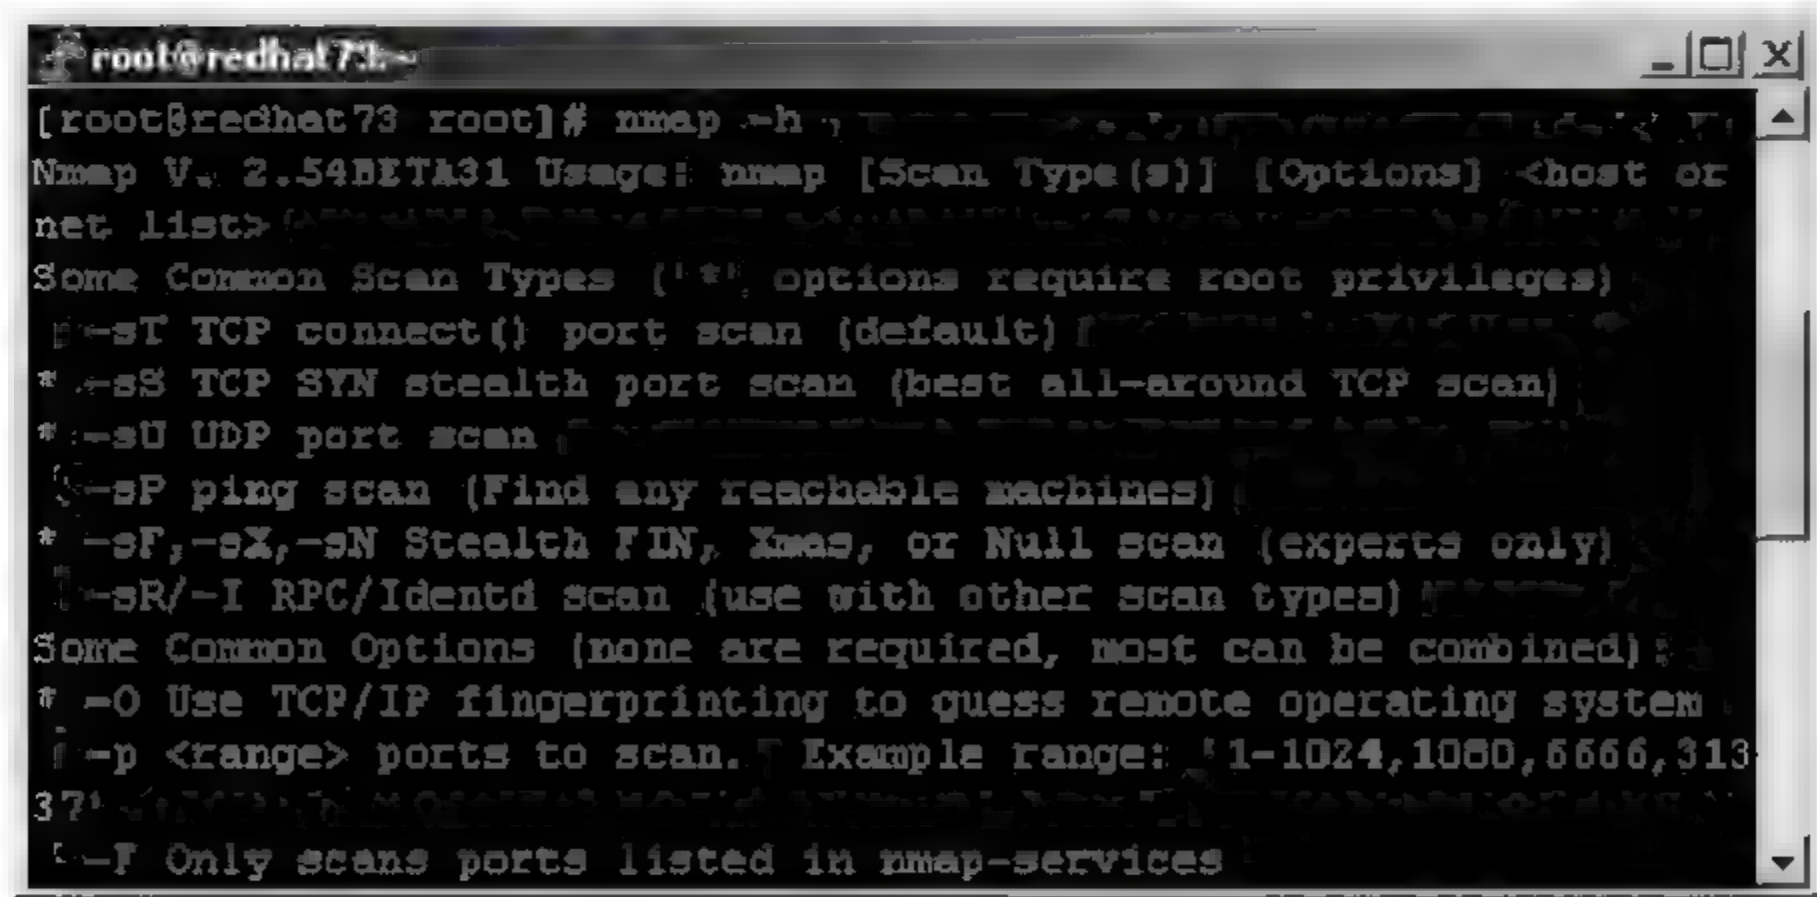 root@redhat73:~
[root@redhat73 root]# nmap -h
Nmap V. 2.54BETA31 Usage: nmap [Scan Type(s)] [Options] <host or
net list>
Some Common Scan Types ('*' options require root privileges)
-sT TCP connect() port scan (default)
* -sS TCP SYN stealth port scan (best all-around TCP scan)
* -sU UDP port scan
-sP ping scan (Find any reachable machines)
* -sF,-sX,-sN Stealth FIN, Xmas, or Null scan (experts only)
-sR/-I RPC/Identd scan (use with other scan types)
Some Common Options (none are required, most can be combined):
* -O Use TCP/IP fingerprinting to guess remote operating system
-p <range> ports to scan.  Example range: '1-1024,1080,6666,313
37'
-F Only scans ports listed in nmap-services